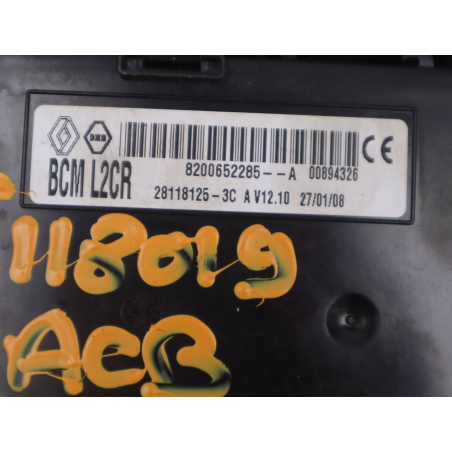 8200652285--A 00894326
BCM L2CR
28118125-3C A V12.10 27/01/08
CE
118019
ACB